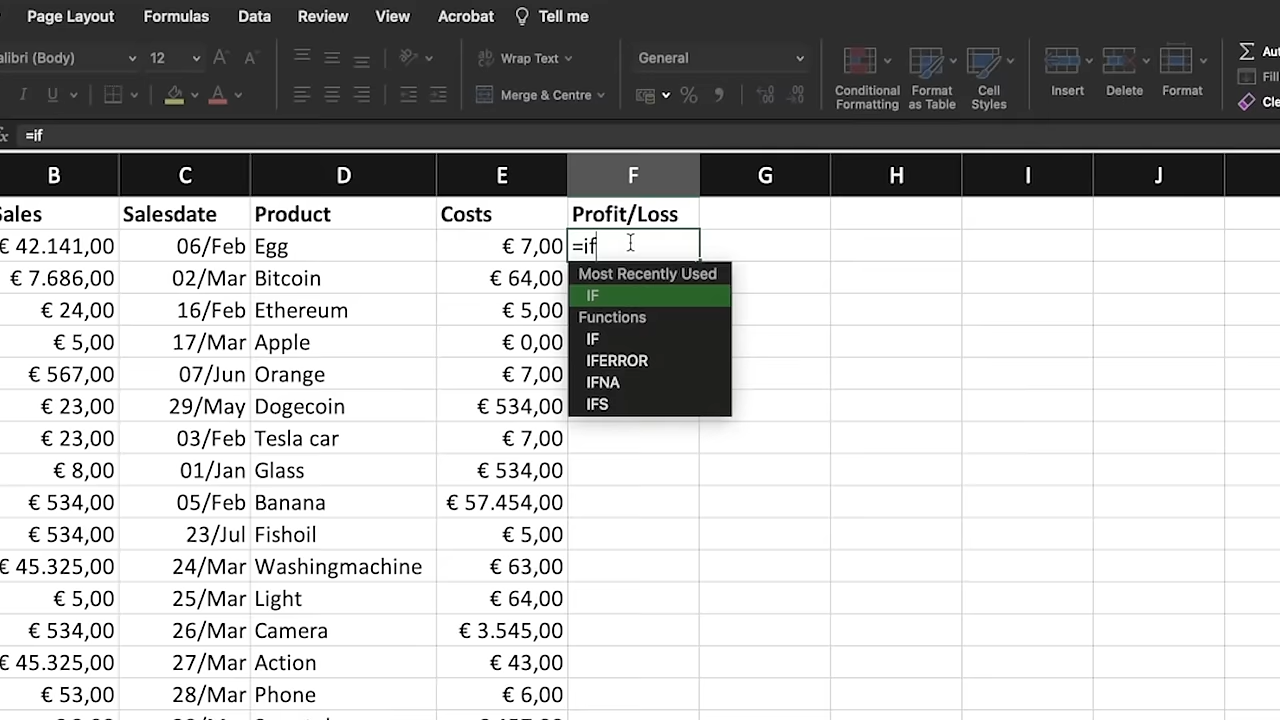 Page Layout Formulas Data Review View Acrobat Tell me
alibri (Body) 12 A A Wrap Text General Σ Aut
I U A Merge & Centre % Conditional Formatting Format as Table Cell Styles Insert Delete Format Fill
Cle
fx =if
B C D E F G H I J
Sales Salesdate Product Costs Profit/Loss
€ 42.141,00 06/Feb Egg € 7,00 =if
€ 7.686,00 02/Mar Bitcoin € 64,00 Most Recently Used
€ 24,00 16/Feb Ethereum € 5,00 IF
Functions
€ 5,00 17/Mar Apple € 0,00 IF
€ 567,00 07/Jun Orange € 7,00 IFERROR
IFNA
€ 23,00 29/May Dogecoin € 534,00 IFS
€ 23,00 03/Feb Tesla car € 7,00
€ 8,00 01/Jan Glass € 534,00
€ 534,00 05/Feb Banana € 57.454,00
€ 534,00 23/Jul Fishoil € 5,00
€ 45.325,00 24/Mar Washingmachine € 63,00
€ 5,00 25/Mar Light € 64,00
€ 534,00 26/Mar Camera € 3.545,00
€ 45.325,00 27/Mar Action € 43,00
€ 53,00 28/Mar Phone € 6,00